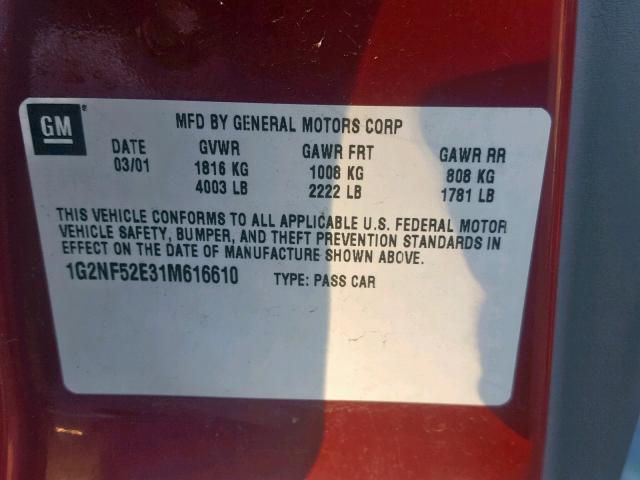 GM®
MFD BY GENERAL MOTORS CORP
DATE GVWR GAWR FRT GAWR RR
03/01 1816 KG 1008 KG 808 KG
4003 LB 2222 LB 1781 LB
THIS VEHICLE CONFORMS TO ALL APPLICABLE U.S. FEDERAL MOTOR
VEHICLE SAFETY, BUMPER, AND THEFT PREVENTION STANDARDS IN
EFFECT ON THE DATE OF MANUFACTURE SHOWN ABOVE.
1G2NF52E31M616610 TYPE: PASS CAR